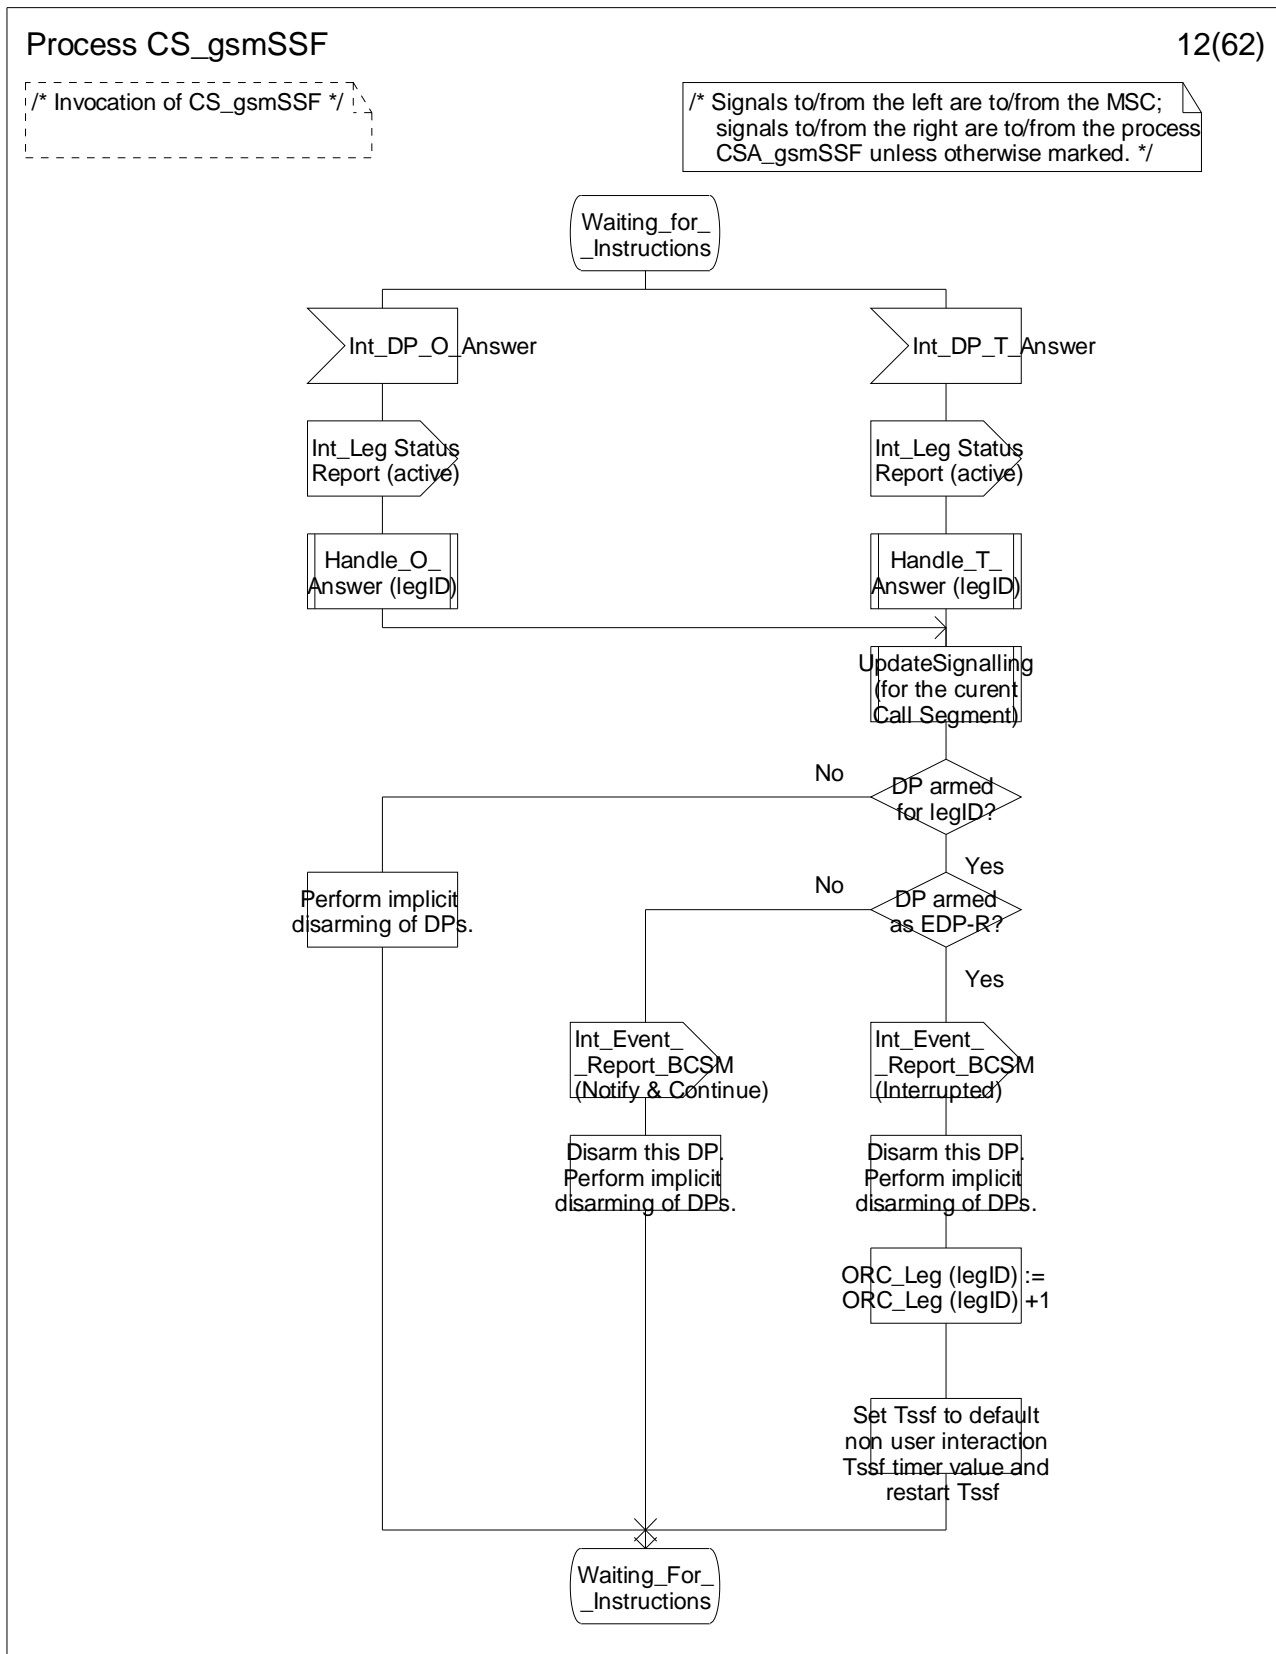 Process CS_gsmSSF
12(62)
/* Invocation of CS_gsmSSF */
/* Signals to/from the left are to/from the MSC;
signals to/from the right are to/from the process
CSA_gsmSSF unless otherwise marked. */
Waiting_for_
_Instructions
Int_DP_O_Answer
Int_DP_T_Answer
Int_Leg Status
Report (active)
Int_Leg Status
Report (active)
Handle_O_
Answer (legID)
Handle_T_
Answer (legID)
UpdateSignalling
(for the curent
Call Segment)
No
DP armed
for legID?
Yes
Perform implicit
disarming of DPs.
No
DP armed
as EDP-R?
Yes
Int_Event_
_Report_BCSM
(Notify & Continue)
Int_Event_
_Report_BCSM
(Interrupted)
Disarm this DP.
Perform implicit
disarming of DPs.
Disarm this DP.
Perform implicit
disarming of DPs.
ORC_Leg (legID) :=
ORC_Leg (legID) +1
Set Tssf to default
non user interaction
Tssf timer value and
restart Tssf
Waiting_For_
_Instructions